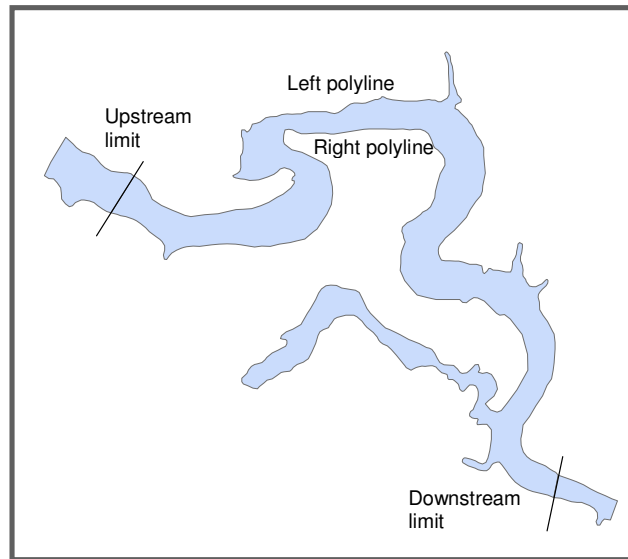 Left polyline
Upstream
limit
Right polyline
Downstream
limit